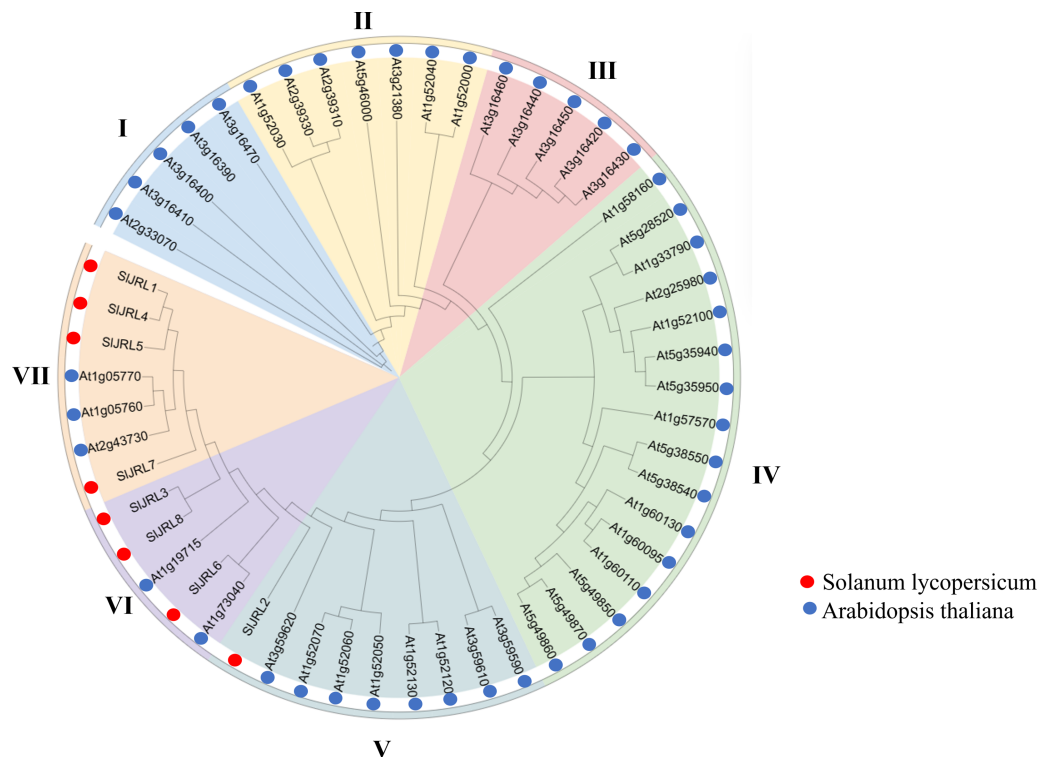 II
III
I
IV
VII
VI
V
At2g33070
At3g16410
At3g16400
At3g16390
At3g16470
At1g52030
At2g39330
At2g39310
At5g46000
At3g21380
At1g52040
At1g52000
At3g16460
At3g16440
At3g16450
At3g16420
At3g16430
At1g58160
At5g28520
At1g33790
At2g25980
At1g52100
At5g35940
At5g35950
At1g57570
At5g38550
At5g38540
At1g60130
At1g60095
At1g60110
At5g49850
At5g49870
At5g49860
At3g59590
At3g59610
At1g52120
At1g52130
At1g52050
At1g52060
At1g52070
At3g59620
SlJRL2
At1g73040
SlJRL6
At1g19715
SlJRL8
SlJRL3
SlJRL7
At2g43730
At1g05760
At1g05770
SlJRL5
SlJRL4
SlJRL1
Solanum lycopersicum
Arabidopsis thaliana